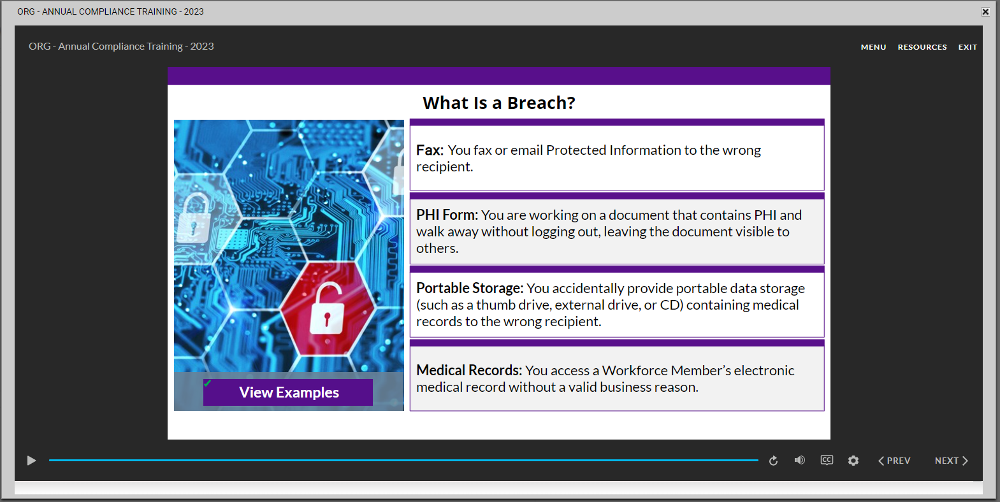 ORG - ANNUAL COMPLIANCE TRAINING - 2023
ORG - Annual Compliance Training - 2023
MENU RESOURCES EXIT
What Is a Breach?
Fax: You fax or email Protected Information to the wrong
recipient.
PHI Form: You are working on a document that contains PHI and
walk away without logging out, leaving the document visible to
others.
Portable Storage: You accidentally provide portable data storage
(such as a thumb drive, external drive, or CD) containing medical
records to the wrong recipient.
Medical Records: You access a Workforce Member’s electronic
medical record without a valid business reason.
View Examples
CC PREV NEXT